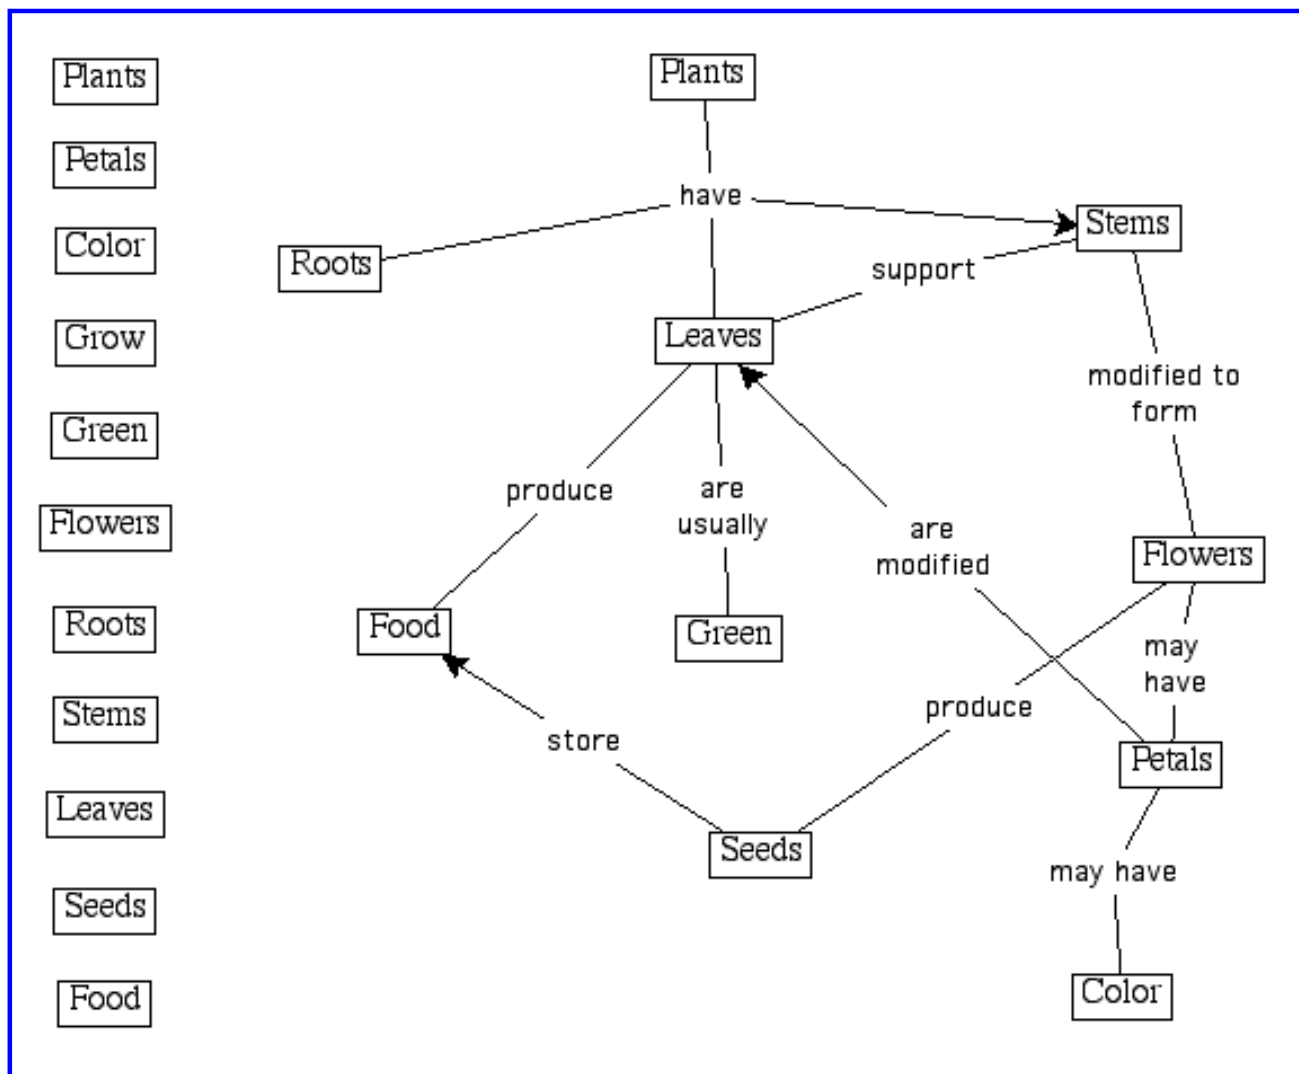 Plants
Petals
Color
Grow
Green
Flowers
Roots
Stems
Leaves
Seeds
Food
Plants
have
Roots
Stems
support
Leaves
modified to
form
produce
are
usually
are
modified
Flowers
Food
Green
may
have
produce
store
Petals
Seeds
may have
Color